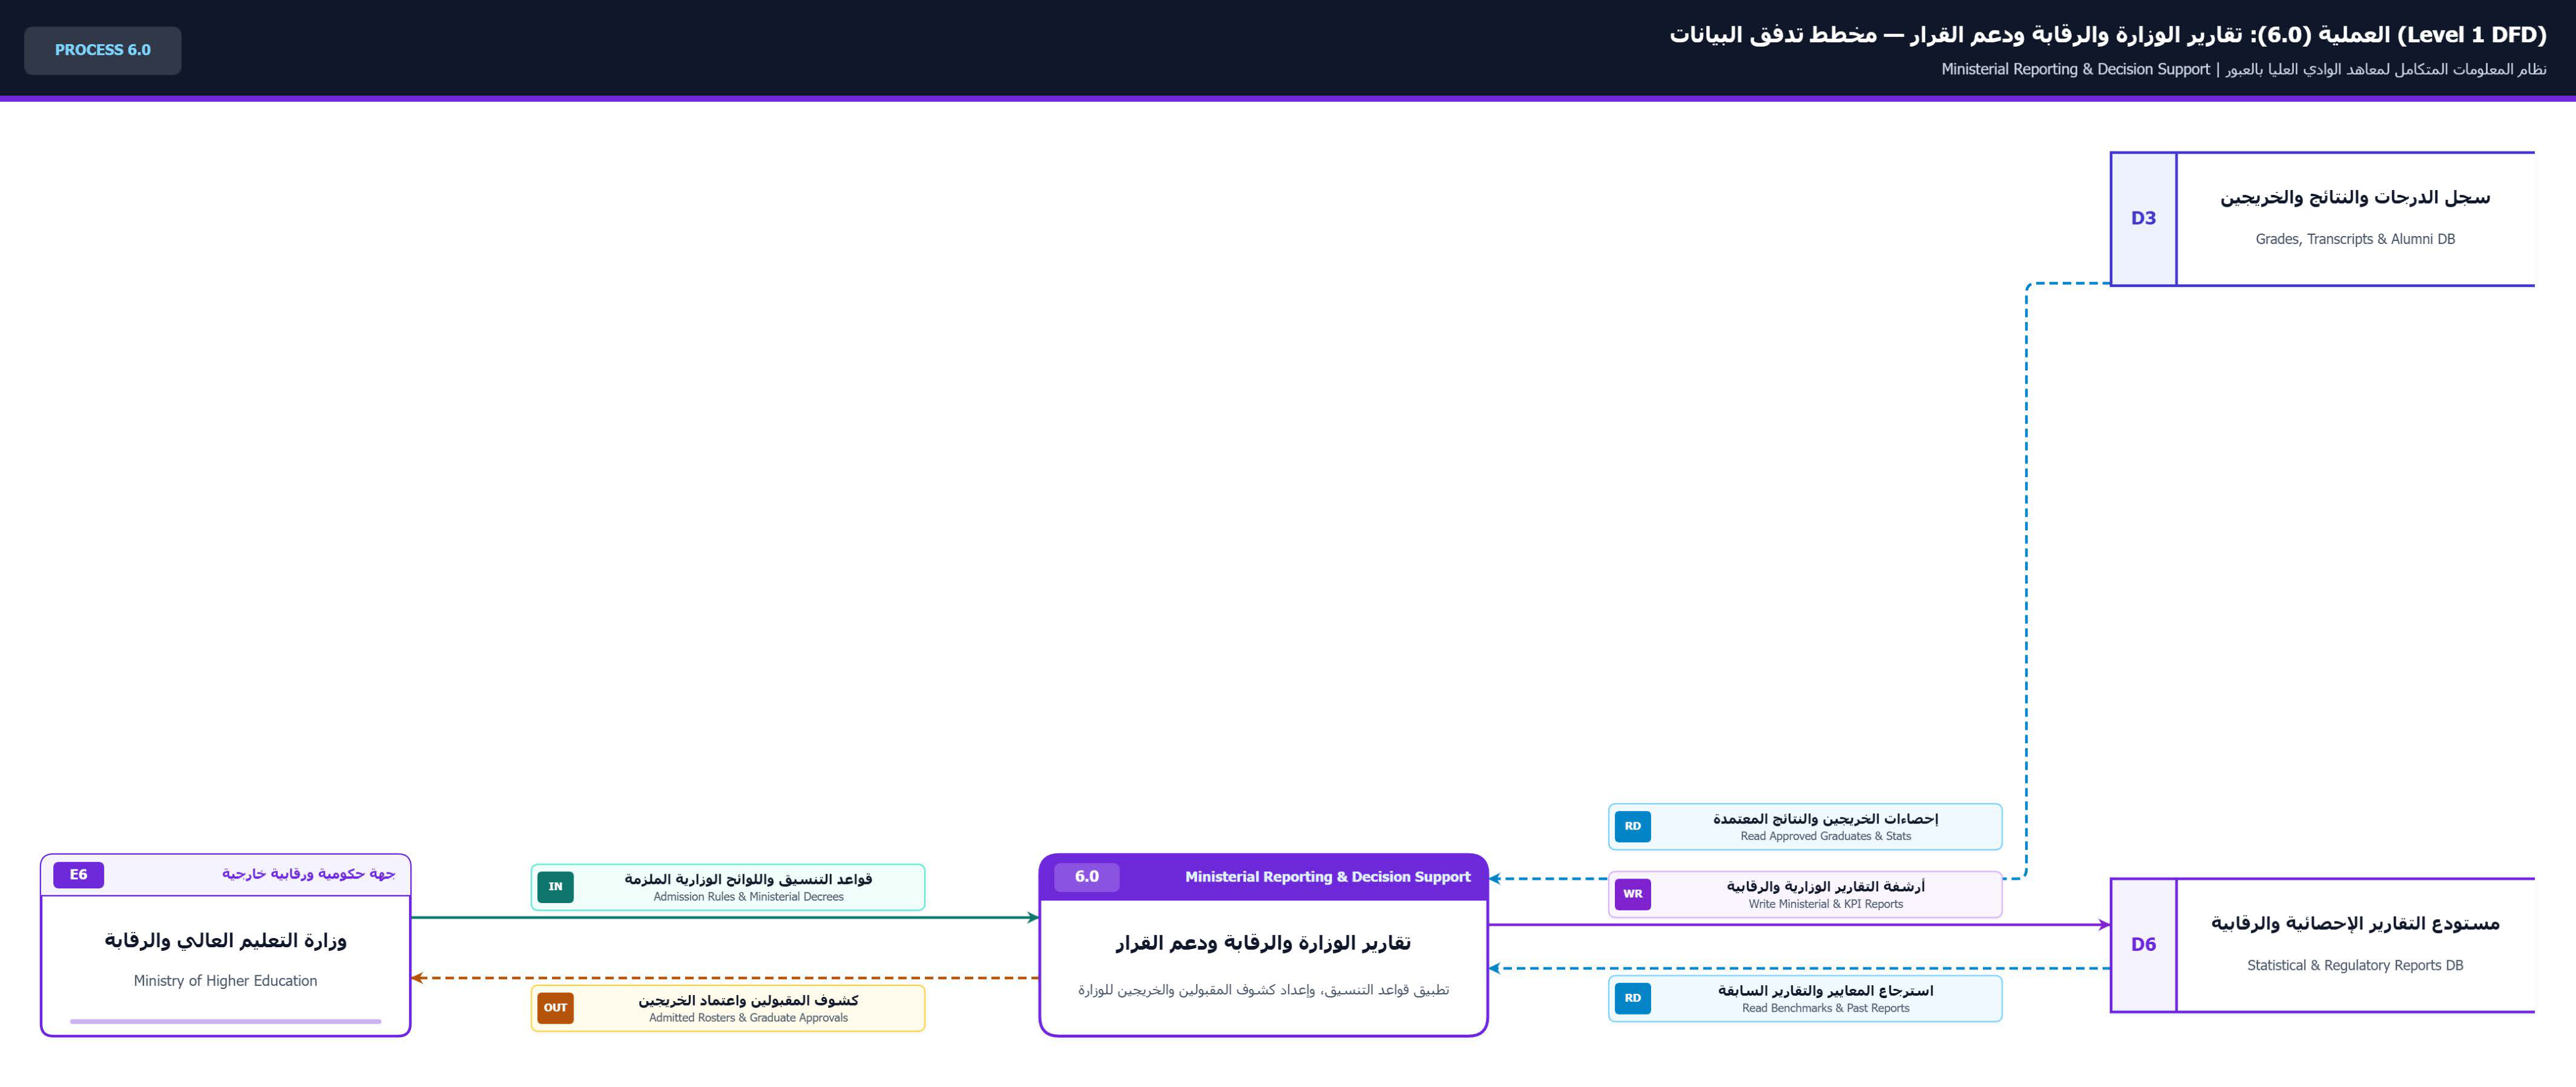 (Level 1 DFD) العملية (6.0): تقارير الوزارة والرقابة ودعم القرار — مخطط تدفق البيانات
نظام المعلومات المتكامل لمعاهد الوادي العليا بالعبور | Ministerial Reporting & Decision Support
PROCESS 6.0
D3
سجل الدرجات والنتائج والخريجين
Grades, Transcripts & Alumni DB
E6
جهة حكومية ورقابية خارجية
وزارة التعليم العالي والرقابة
Ministry of Higher Education
IN
قواعد التنسيق واللوائح الوزارية الملزمة
Admission Rules & Ministerial Decrees
OUT
كشوف المقبولين واعتماد الخريجين
Admitted Rosters & Graduate Approvals
6.0
Ministerial Reporting & Decision Support
تقارير الوزارة والرقابة ودعم القرار
تطبيق قواعد التنسيق، وإعداد كشوف المقبولين والخريجين للوزارة
RD
إحصاءات الخريجين والنتائج المعتمدة
Read Approved Graduates & Stats
WR
أرشفة التقارير الوزارية والرقابية
Write Ministerial & KPI Reports
RD
استرجاع المعايير والتقارير السابقة
Read Benchmarks & Past Reports
D6
مستودع التقارير الإحصائية والرقابية
Statistical & Regulatory Reports DB